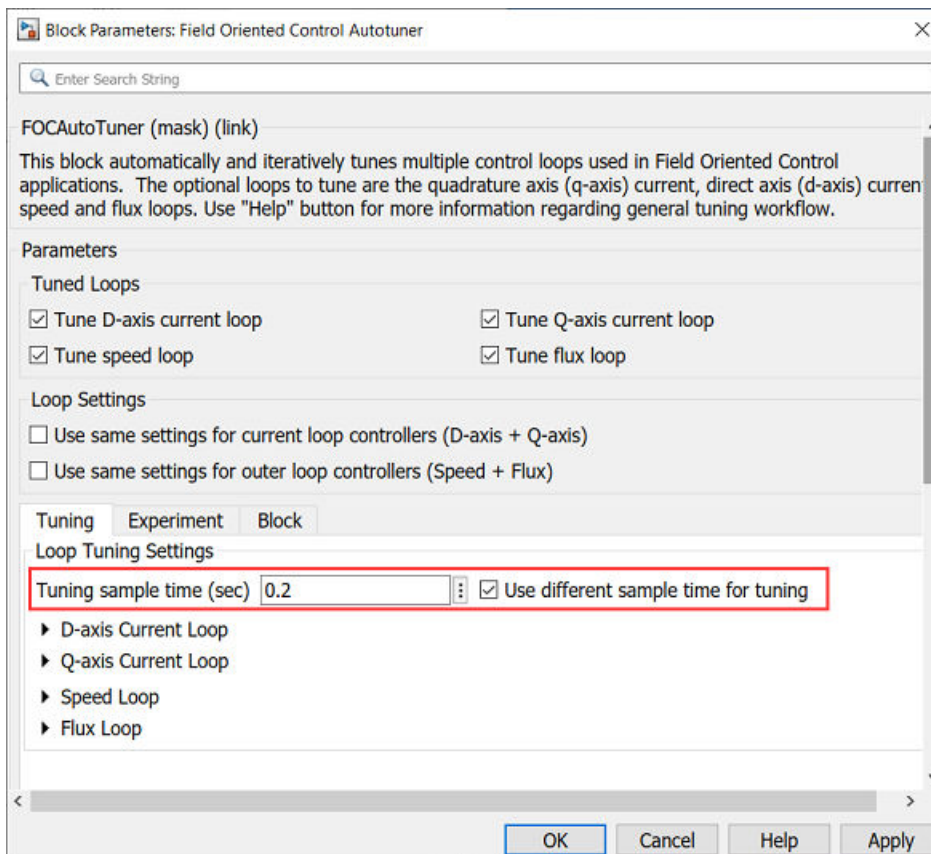 Block Parameters: Field Oriented Control Autotuner
Enter Search String
FOCAutoTuner (mask) (link)
This block automatically and iteratively tunes multiple control loops used in Field Oriented Control
applications. The optional loops to tune are the quadrature axis (q-axis) current, direct axis (d-axis) curren
speed and flux loops. Use "Help" button for more information regarding general tuning workflow.
Parameters
Tuned Loops
Tune D-axis current loop Tune Q-axis current loop
Tune speed loop Tune flux loop
Loop Settings
Use same settings for current loop controllers (D-axis + Q-axis)
Use same settings for outer loop controllers (Speed + Flux)
Tuning Experiment Block
Loop Tuning Settings
Tuning sample time (sec) 0.2 Use different sample time for tuning
D-axis Current Loop
Q-axis Current Loop
Speed Loop
Flux Loop
OK Cancel Help Apply